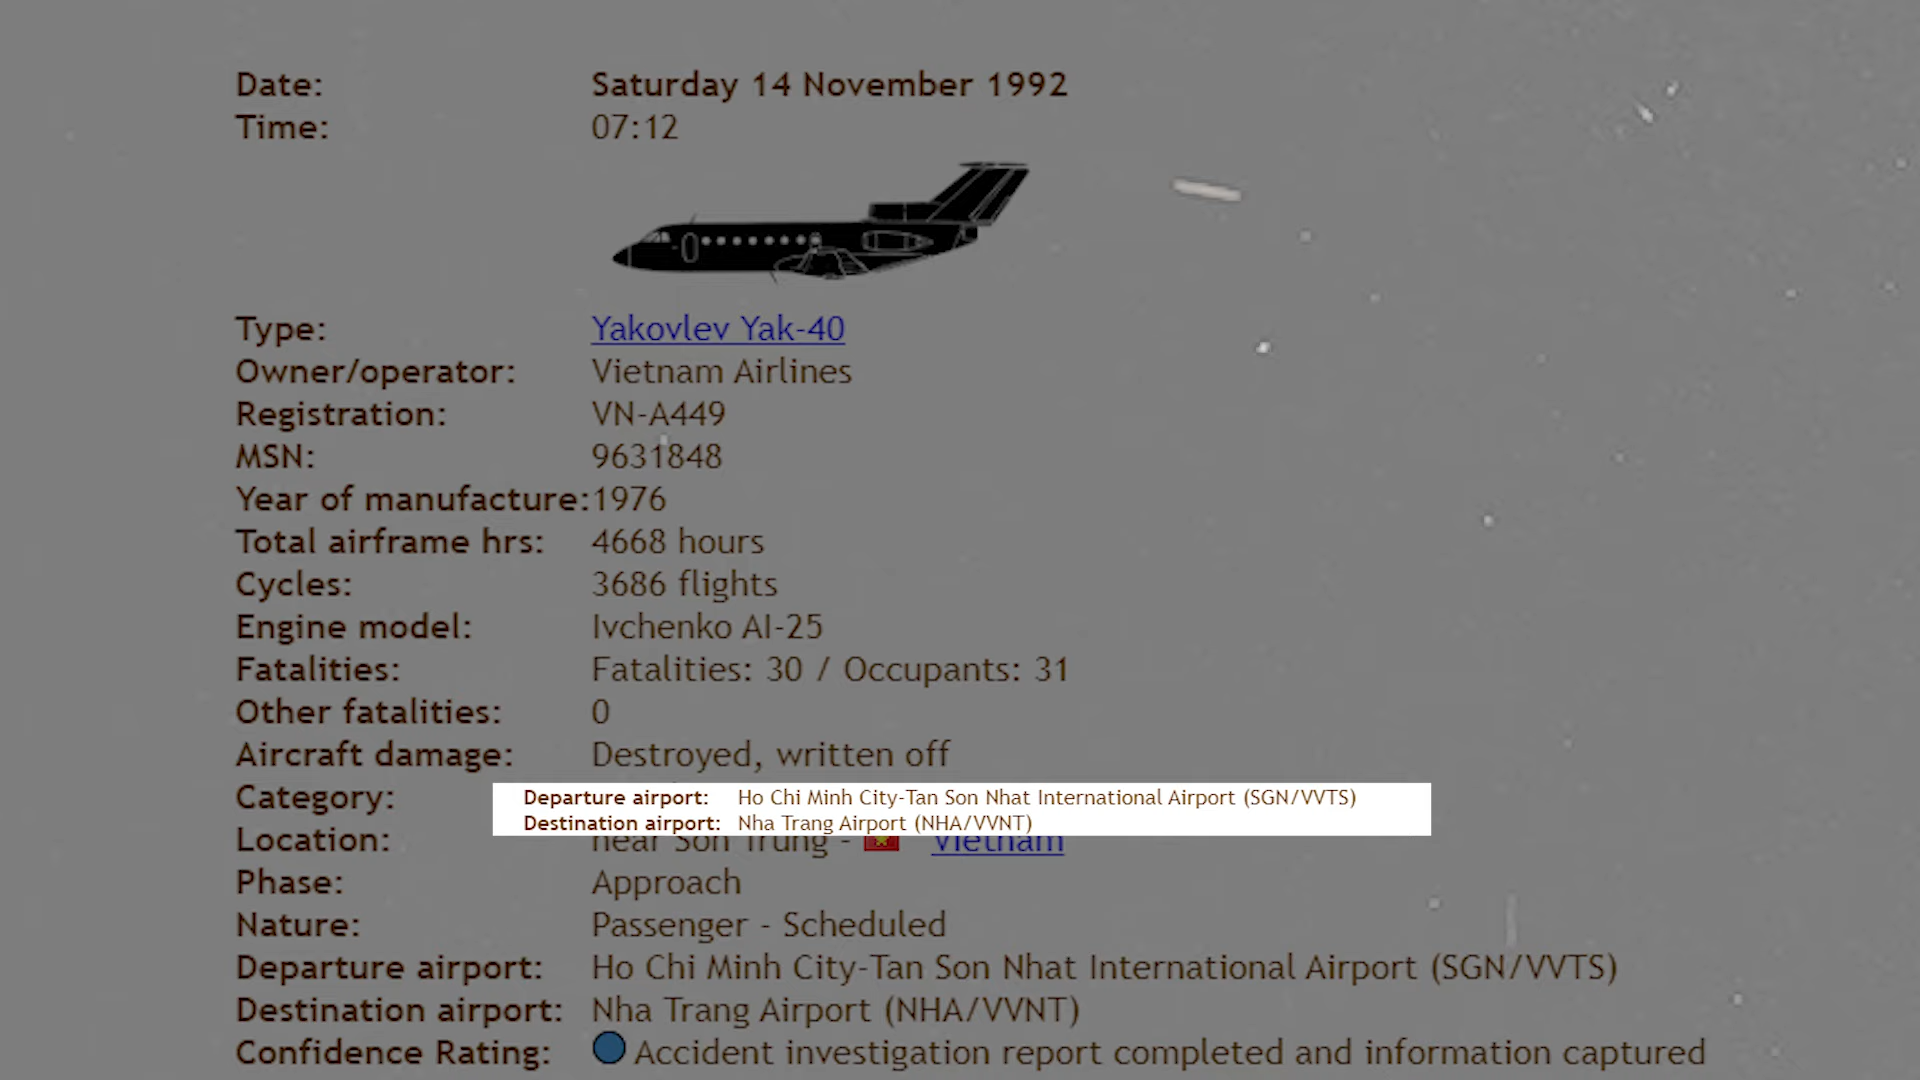 Date: Saturday 14 November 1992
Time: 07:12
Type: Yakovlev Yak-40
Owner/operator: Vietnam Airlines
Registration: VN-A449
MSN: 9631848
Year of manufacture: 1976
Total airframe hrs: 4668 hours
Cycles: 3686 flights
Engine model: Ivchenko AI-25
Fatalities: Fatalities: 30 / Occupants: 31
Other fatalities: 0
Aircraft damage: Destroyed, written off
Category:
Departure airport: Ho Chi Minh City-Tan Son Nhat International Airport (SGN/VVTS)
Destination airport: Nha Trang Airport (NHA/VVNT)
Location: near Son Trung - Vietnam
Phase: Approach
Nature: Passenger - Scheduled
Departure airport: Ho Chi Minh City-Tan Son Nhat International Airport (SGN/VVTS)
Destination airport: Nha Trang Airport (NHA/VVNT)
Confidence Rating: Accident investigation report completed and information captured